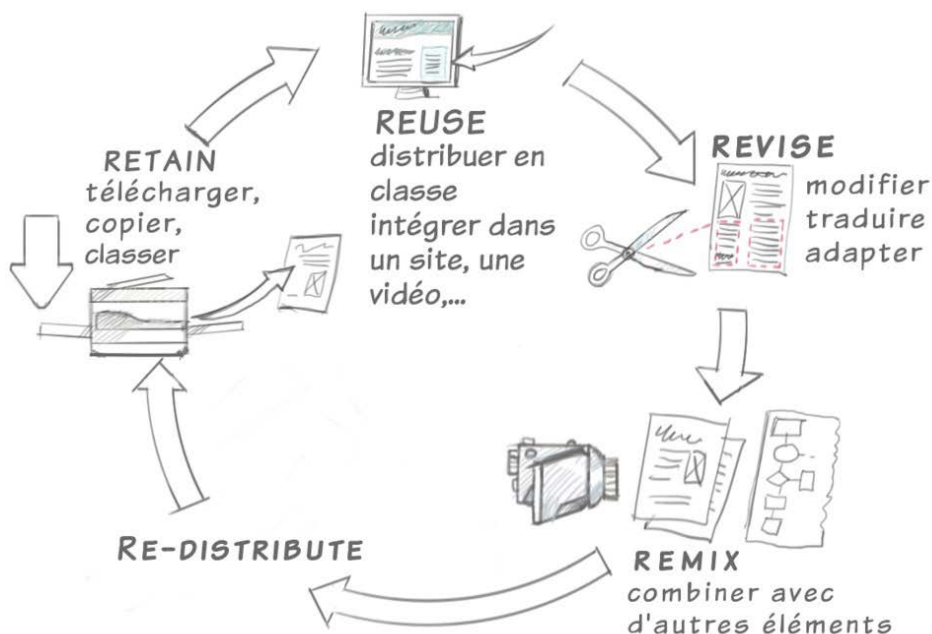 RETAIN
télécharger,
copier,
classer
REUSE
distribuer en
classe
intégrer dans
un site, une
vidéo,...
REVISE
modifier
traduire
adapter
REMIX
combiner avec
d'autres éléments
RE-DISTRIBUTE